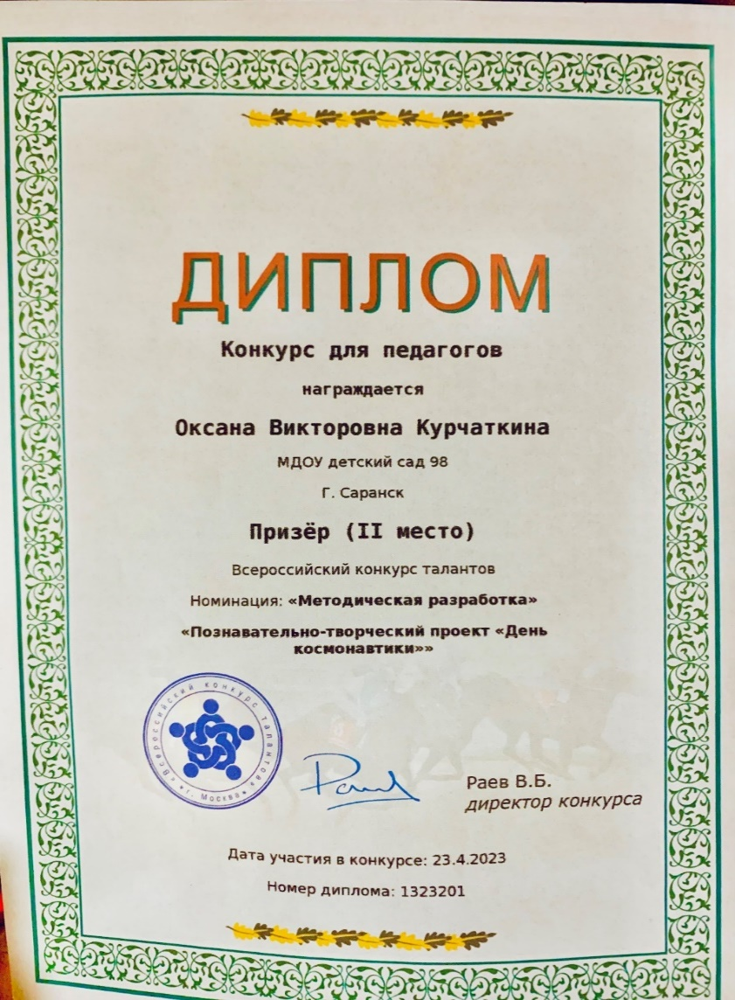 ДИПЛОМ
Конкурс для педагогов
награждается
Оксана Викторовна Курчаткина
МДОУ детский сад 98
Г. Саранск
Призёр (II место)
Всероссийский конкурс талантов
Номинация: «Методическая разработка»
«Познавательно-творческий проект «День
космонавтики»»
«Всероссийский конкурс талантов»
г. Москва
Раев В.Б.
директор конкурса
Дата участия в конкурсе: 23.4.2023
Номер диплома: 1323201